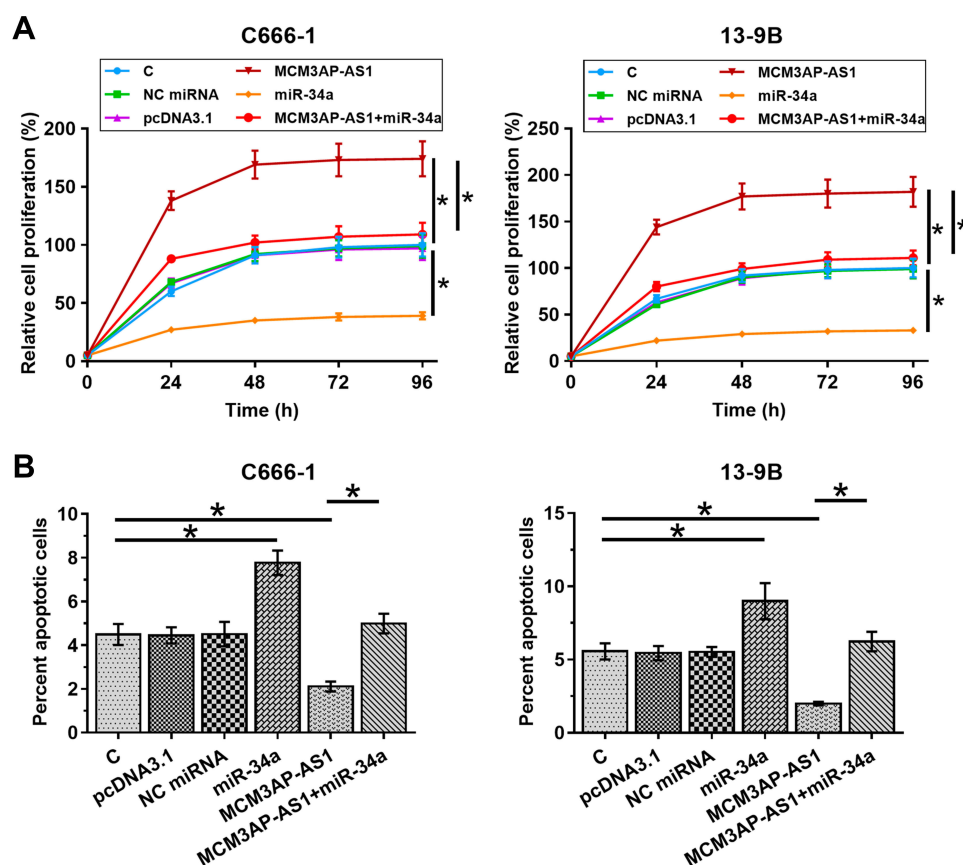 A
C666-1
C
NC miRNA
pcDNA3.1
MCM3AP-AS1
miR-34a
MCM3AP-AS1+miR-34a
Relative cell proliferation (%)
200
150
100
50
0
0 24 48 72 96
Time (h)
* *
*
13-9B
C
NC miRNA
pcDNA3.1
MCM3AP-AS1
miR-34a
MCM3AP-AS1+miR-34a
Relative cell proliferation (%)
250
200
150
100
50
0
0 24 48 72 96
Time (h)
* *
*
B
C666-1
Percent apoptotic cells
10
8
6
4
2
0
*
*
*
C
pcDNA3.1
NC miRNA
miR-34a
MCM3AP-AS1
MCM3AP-AS1+miR-34a
13-9B
Percent apoptotic cells
15
10
5
0
*
*
*
C
pcDNA3.1
NC miRNA
miR-34a
MCM3AP-AS1
MCM3AP-AS1+miR-34a